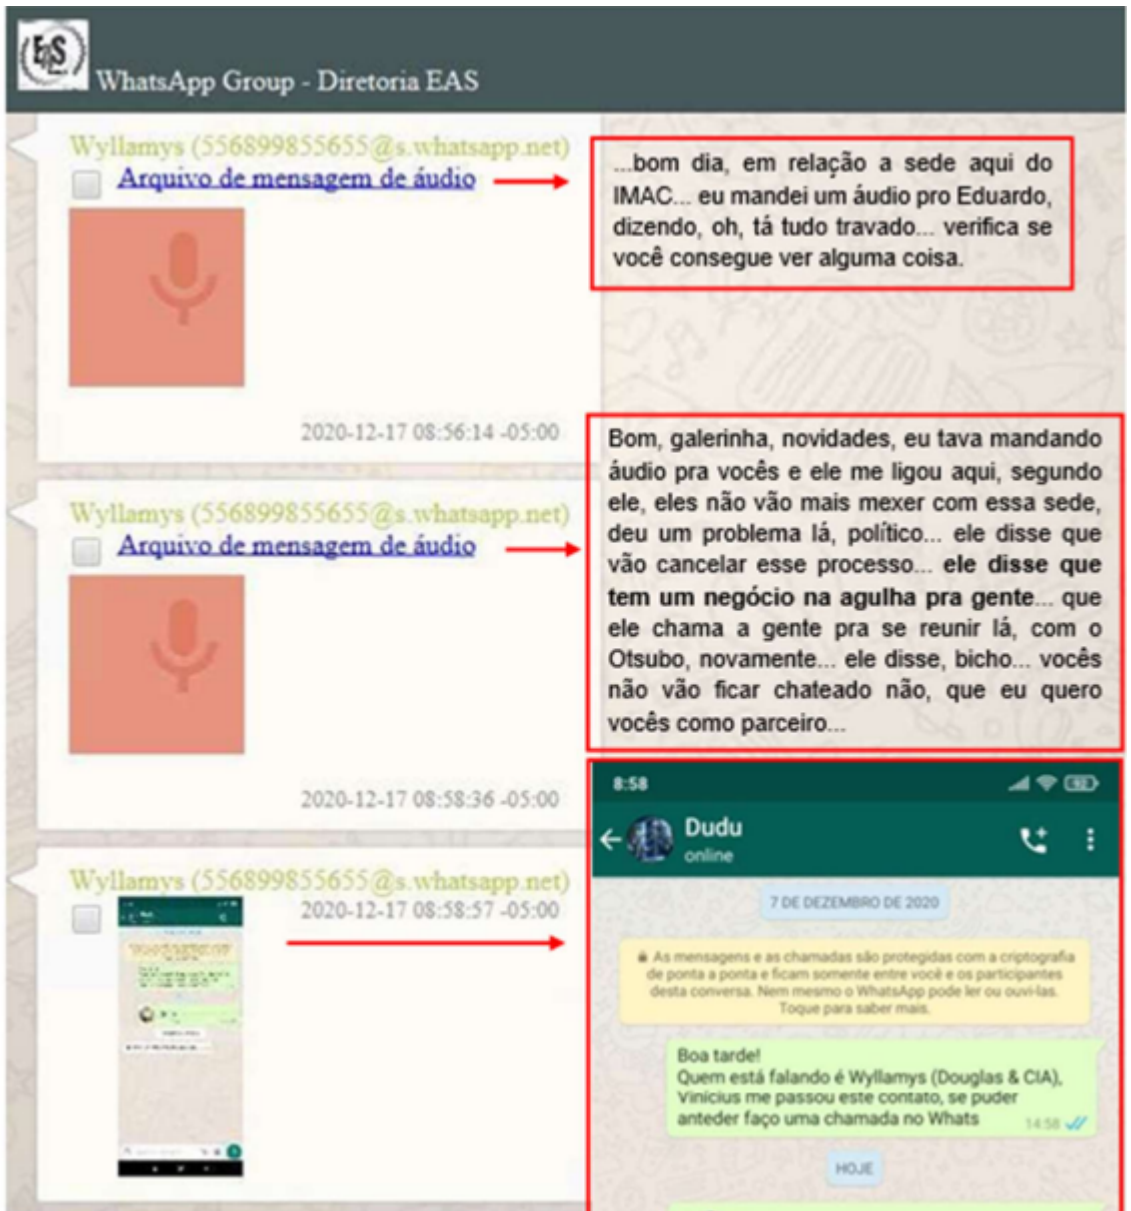 EAS
WhatsApp Group - Diretoria EAS
Wyllamys (556899855655@s.whatsapp.net)
Arquivo de mensagem de áudio
...bom dia, em relação a sede aqui do
IMAC... eu mandei um áudio pro Eduardo,
dizendo, oh, tá tudo travado... verifica se
você consegue ver alguma coisa.
2020-12-17 08:56:14 -05:00
Wyllamys (556899855655@s.whatsapp.net)
Arquivo de mensagem de áudio
Bom, galerinha, novidades, eu tava mandando
áudio pra vocês e ele me ligou aqui, segundo
ele, eles não vão mais mexer com essa sede,
deu um problema lá, político... ele disse que
vão cancelar esse processo... ele disse que
tem um negócio na agulha pra gente... que
ele chama a gente pra se reunir lá, com o
Otsubo, novamente... ele disse, bicho... vocês
não vão ficar chateado não, que eu quero
vocês como parceiro...
2020-12-17 08:58:36 -05:00
Wyllamys (556899855655@s.whatsapp.net)
2020-12-17 08:58:57 -05:00
8:58
Dudu
online
7 DE DEZEMBRO DE 2020
As mensagens e as chamadas são protegidas com a criptografia
de ponta a ponta e ficam somente entre você e os participantes
desta conversa. Nem mesmo o WhatsApp pode ler ou ouvi-las.
Toque para saber mais.
Boa tarde!
Quem está falando é Wyllamys (Douglas & CIA),
Vinicius me passou este contato, se puder
anteder faço uma chamada no Whats
14:58
HOJE